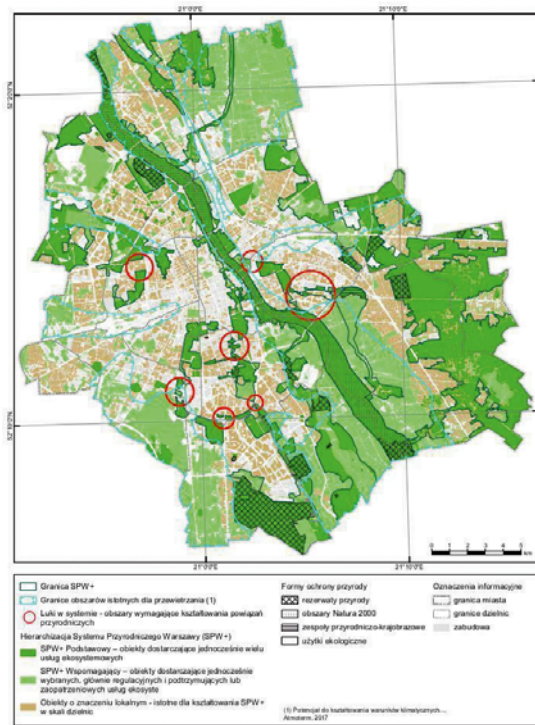 21°0'0"E
21°10'0"E
52°20'0"N
52°10'0"N
21°0'0"E
21°10'0"E
0 1 2 3 4 5
km
Granica SPW+
Granice obszarów istotnych dla przewietrzania (1)
Luki w systemie - obszary wymagające kształtowania powiązań
przyrodniczych
Hierarchizacja Systemu Przyrodniczego Warszawy (SPW+)
SPW+ Podstawowy – obiekty dostarczające jednocześnie wielu
usług ekosystemowych
SPW+ Wspomagający – obiekty dostarczające jednocześnie
wybranych, głównie regulacyjnych i podtrzymujących lub
zaopatrzeniowych usług ekosyste
Obiekty o znaczeniu lokalnym - istotne dla kształtowania SPW+
w skali dzielnic
Formy ochrony przyrody
rezerwaty przyrody
obszary Natura 2000
zespoły przyrodniczo-krajobrazowe
użytki ekologiczne
Oznaczenia informacyjne
granica miasta
granice dzielnic
zabudowa
(1) Potencjał do kształtowania warunków klimatycznych...
Atmoterm, 2017